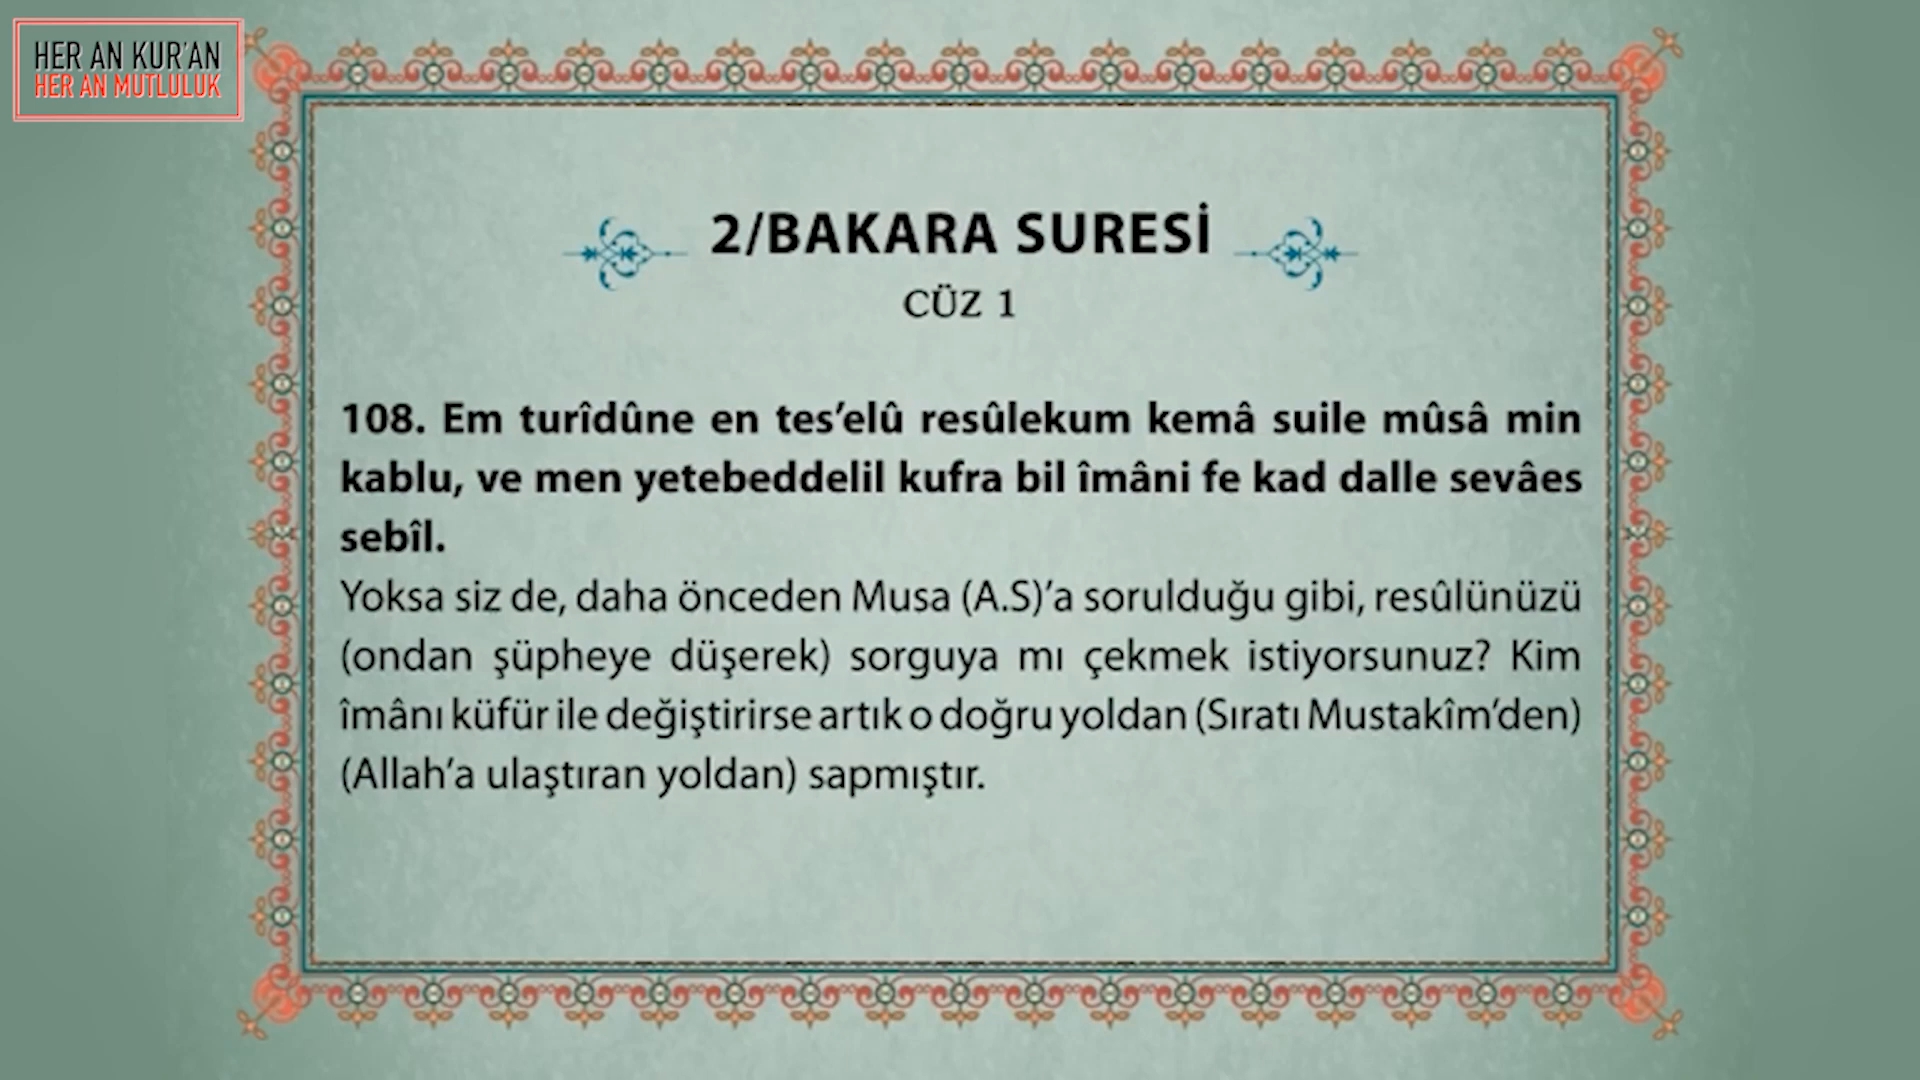 HER AN KUR'AN
HER AN MUTLULUK
2/BAKARA SURESİ
CÜZ 1
108. Em turîdûne en tes’elû resûlekum kemâ suile mûsâ min
kablu, ve men yetebeddelil kufra bil îmâni fe kad dalle sevâes
sebîl.
Yoksa siz de, daha önceden Musa (A.S)’a sorulduğu gibi, resûlünüzü
(ondan şüpheye düşerek) sorguya mı çekmek istiyorsunuz? Kim
îmânı küfür ile değiştirirse artık o doğru yoldan (Sıratı Mustakîm’den)
(Allah’a ulaştıran yoldan) sapmıştır.